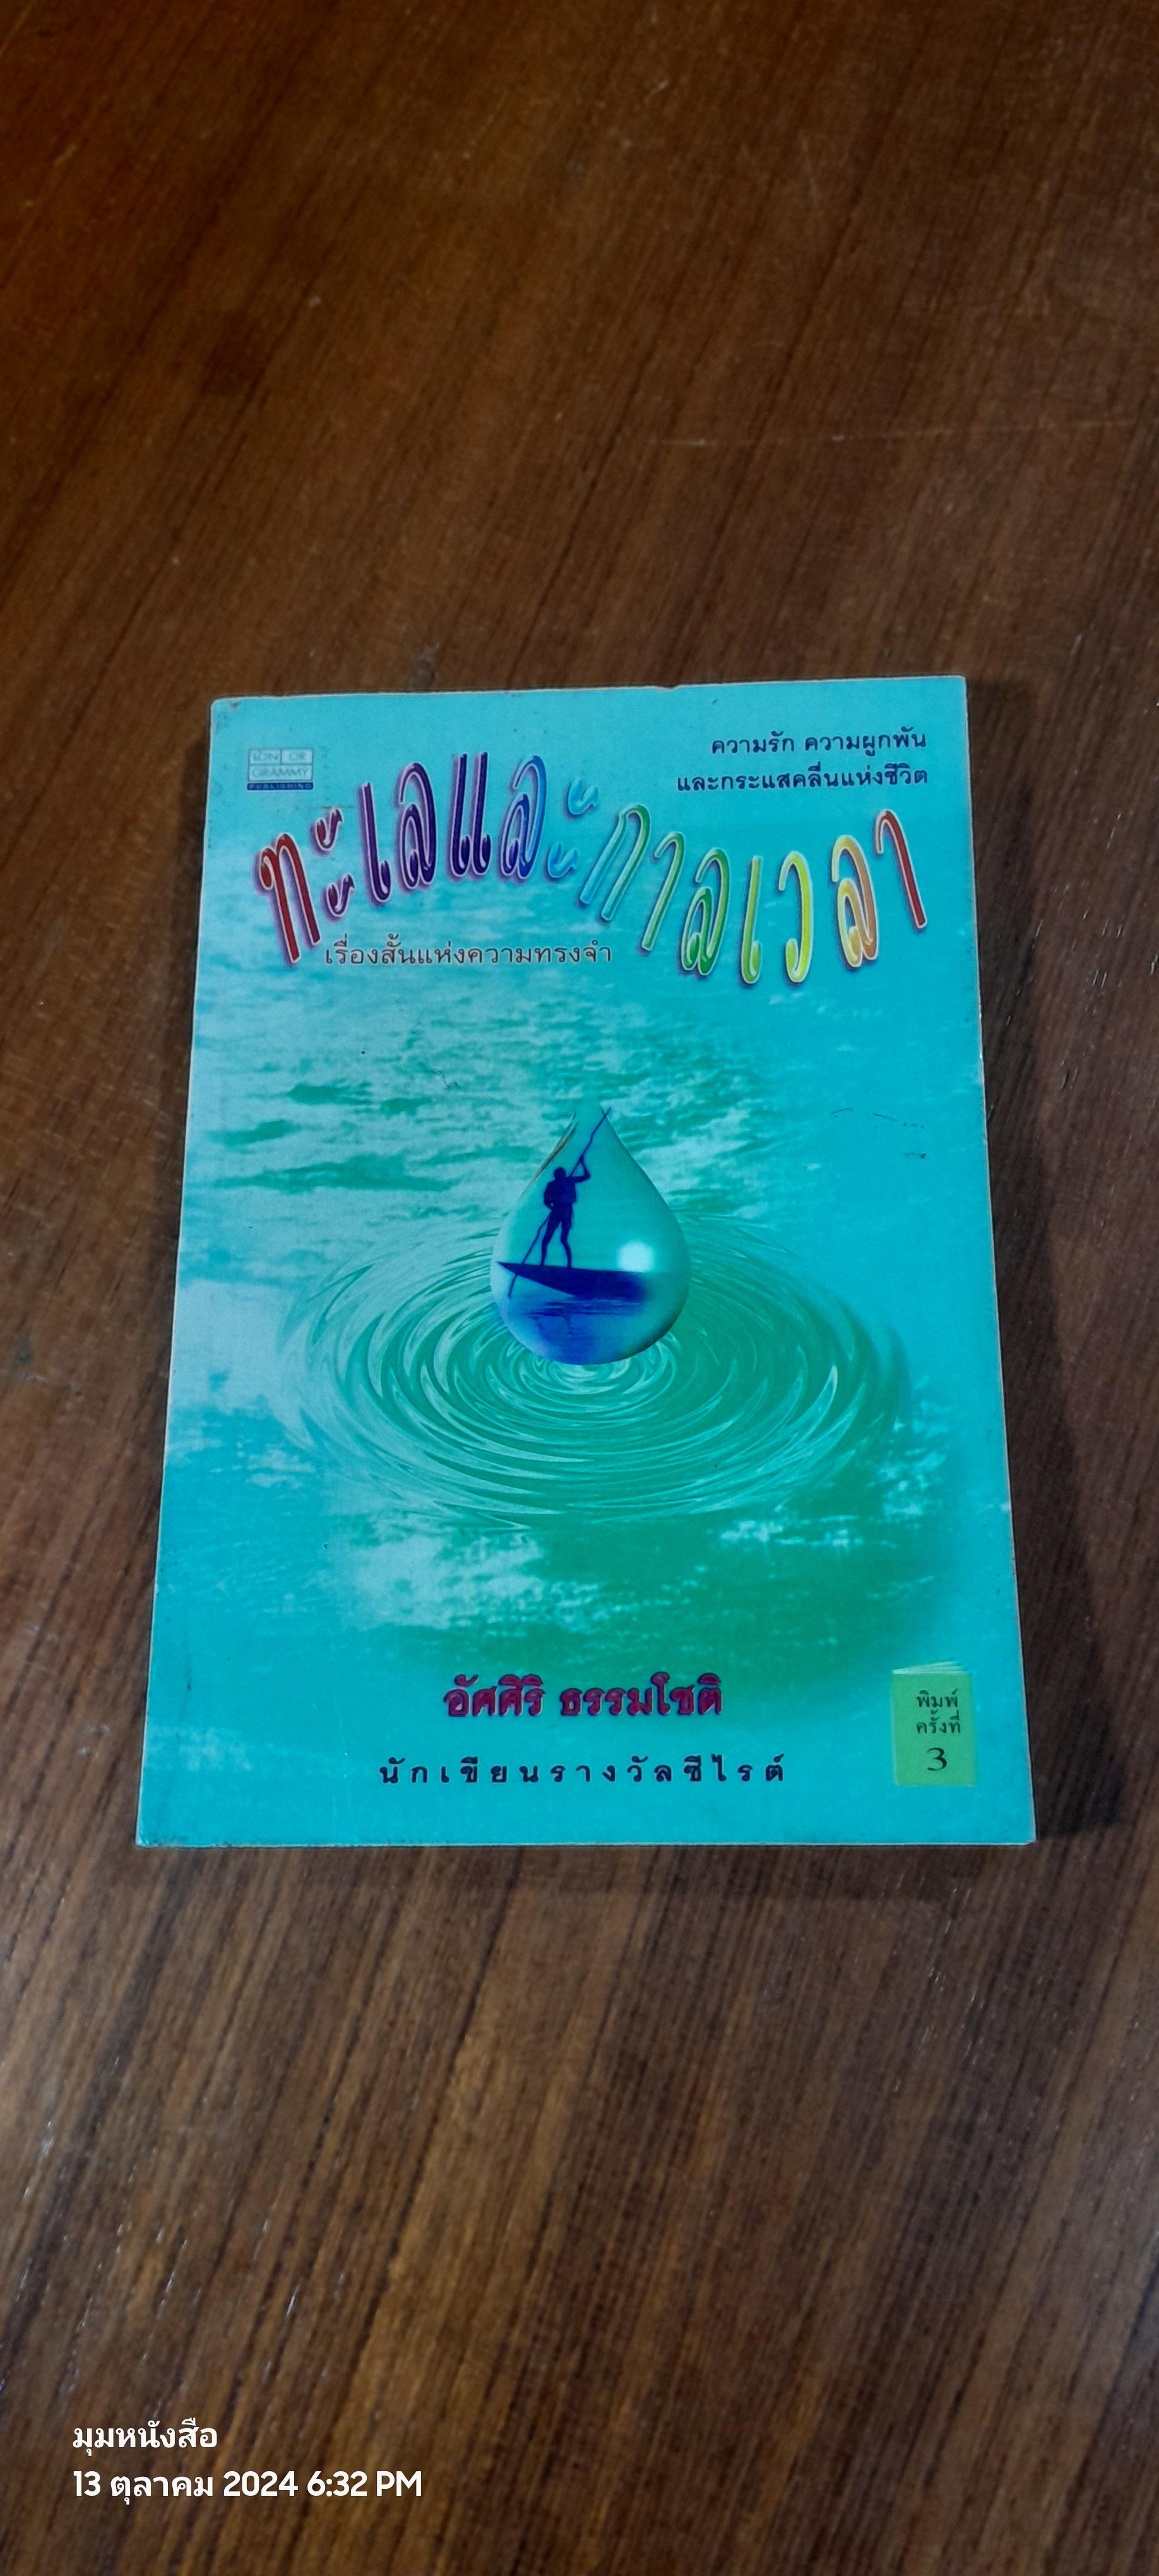 ความรัก ความผูกพัน
และกระแสคลื่นแห่งชีวิต
GRAMMY
PUBLISHING
ทะเลและกาลเวลา
เรื่องสั้นแห่งความทรงจำ
อัศศิริ ธรรมโชติ
นักเขียนรางวัลซีไรต์
พิมพ์
ครั้งที่
3
มุมหนังสือ
13 ตุลาคม 2024 6:32 PM